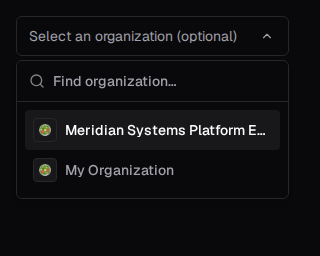 Select an organization (optional)
Find organization...
Meridian Systems Platform E...
My Organization